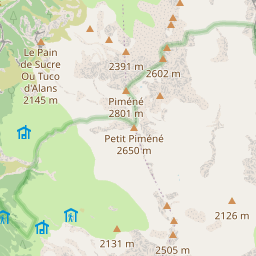 Le Pain
de Sucre
Ou Tuco
d'Alans
2145 m
2391 m
2602 m
Piméné
2801 m
Petit Piméné
2650 m
2126 m
2131 m
2505 m